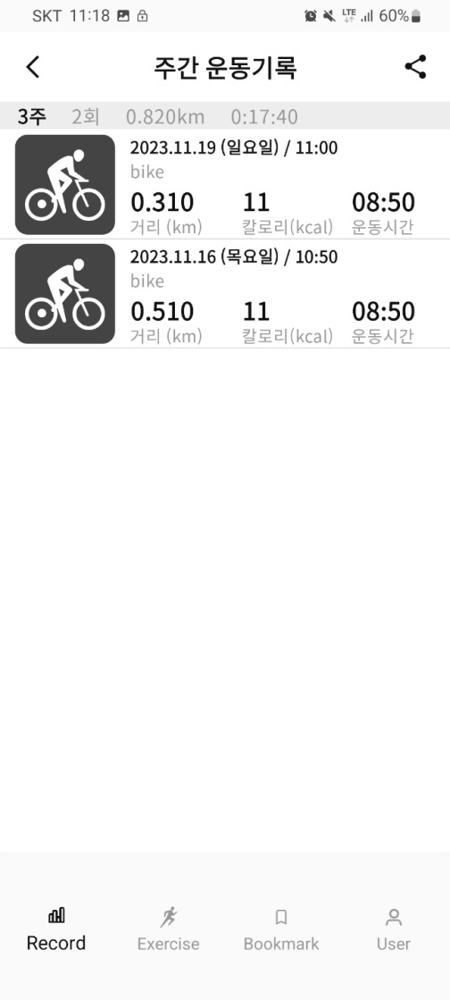 SKT 11:18 LTE 60%
주간 운동기록
3주 2회 0.820km 0:17:40
2023.11.19 (일요일) / 11:00
bike
0.310 11 08:50
거리 (km) 칼로리(kcal) 운동시간
2023.11.16 (목요일) / 10:50
bike
0.510 11 08:50
거리 (km) 칼로리(kcal) 운동시간
Record Exercise Bookmark User